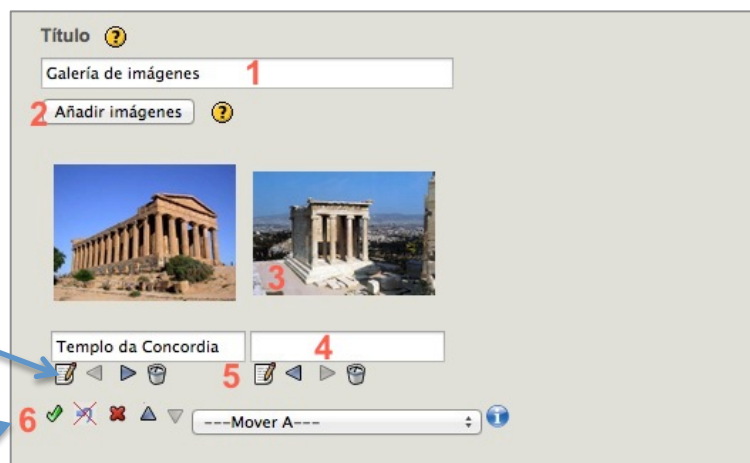 Título ?
Galería de imágenes 1
2 Añadir imágenes ?
3
Templo da Concordia 4
5
6 ---Mover A--- i